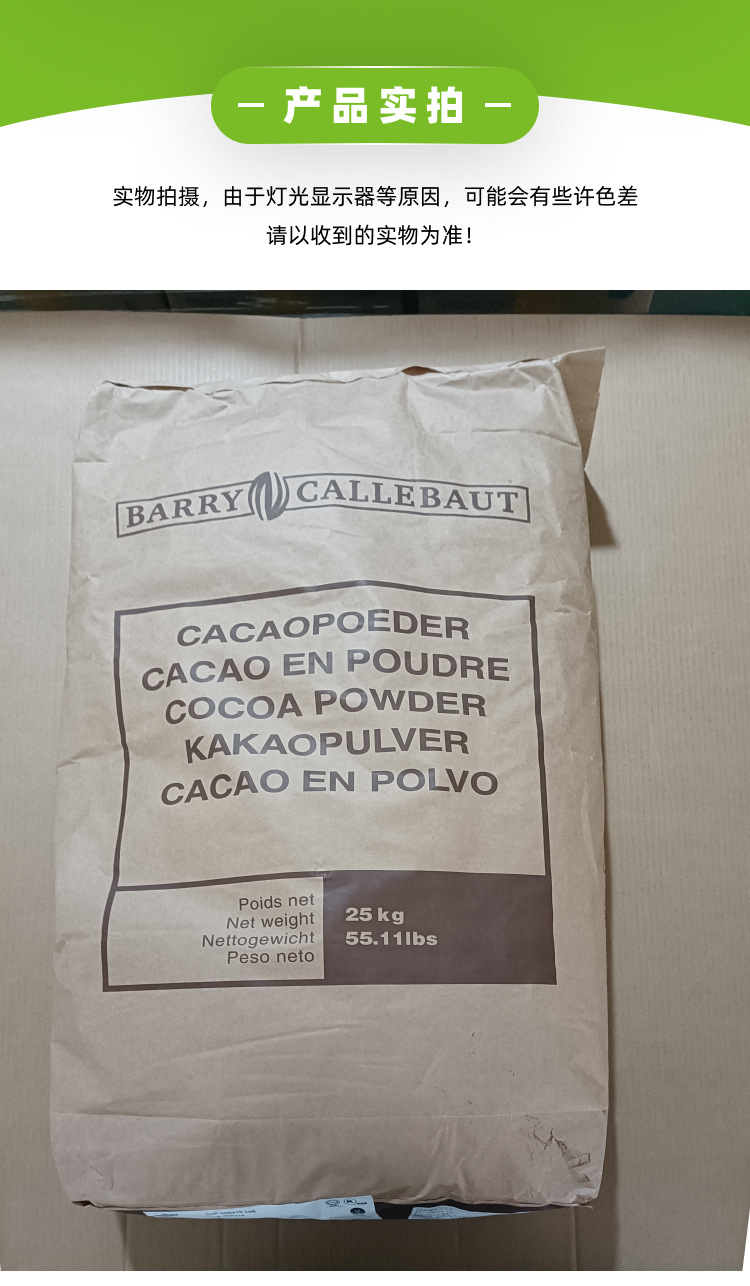 产品实拍
实物拍摄，由于灯光显示器等原因，可能会有些许色差
请以收到的实物为准！
BARRY CALLEBAUT
CACAOPOEDER
CACAO EN POUDRE
COCOA POWDER
KAKAOPULVER
CACAO EN POLVO
Poids net
Net weight
Nettogewicht
Peso neto
25 kg
55.11lbs